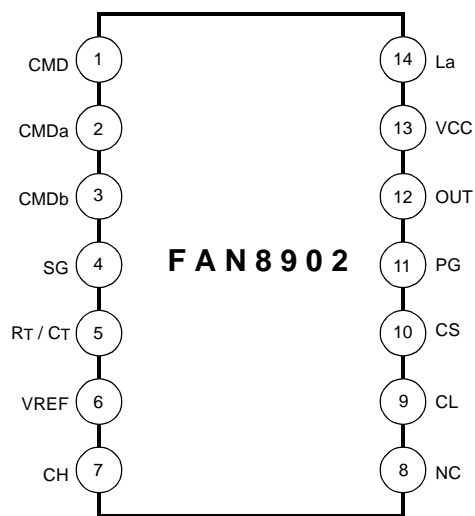 CMD 1 14 La
CMDa 2 13 VCC
CMDb 3 12 OUT
SG 4 FAN8902 11 PG
RT / CT 5 10 CS
VREF 6 9 CL
CH 7 8 NC